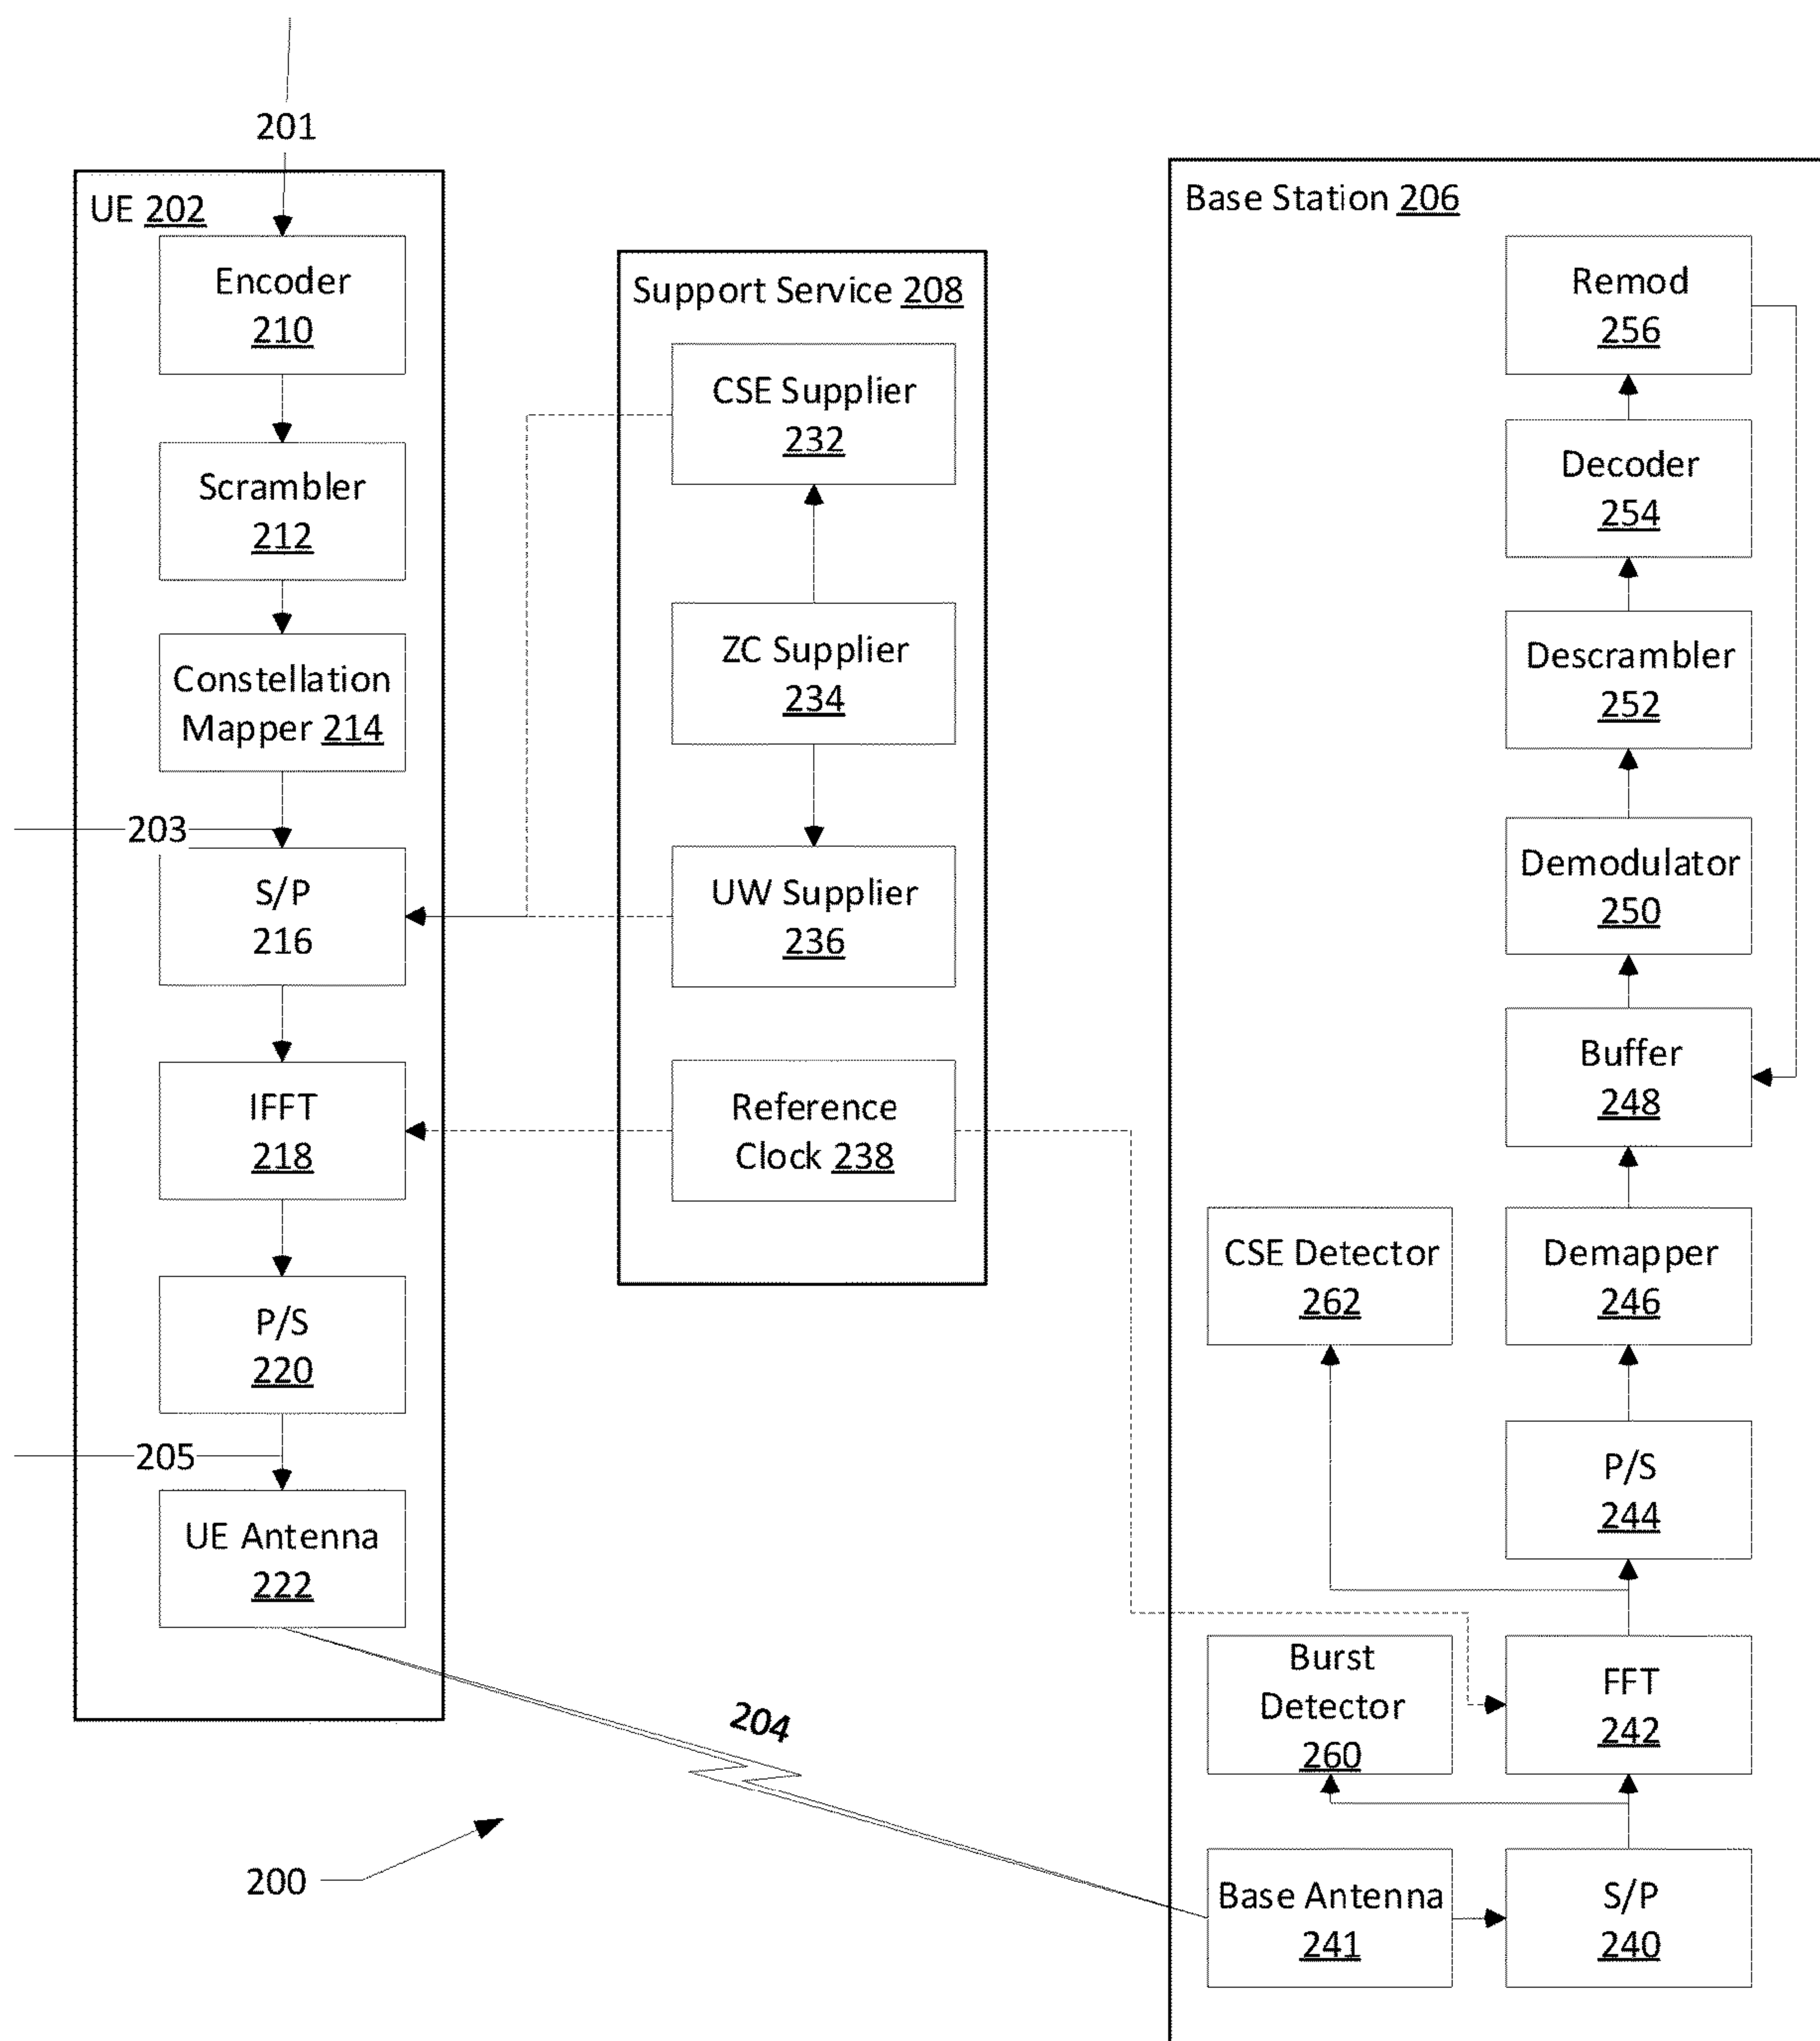 201
UE 202
Encoder
210
Scrambler
212
Constellation
Mapper 214
203
S/P
216
IFFT
218
P/S
220
205
UE Antenna
222
Support Service 208
CSE Supplier
232
ZC Supplier
234
UW Supplier
236
Reference
Clock 238
204
200
Base Station 206
Remod
256
Decoder
254
Descrambler
252
Demodulator
250
Buffer
248
CSE Detector
262
Demapper
246
P/S
244
Burst
Detector
260
FFT
242
Base Antenna
241
S/P
240